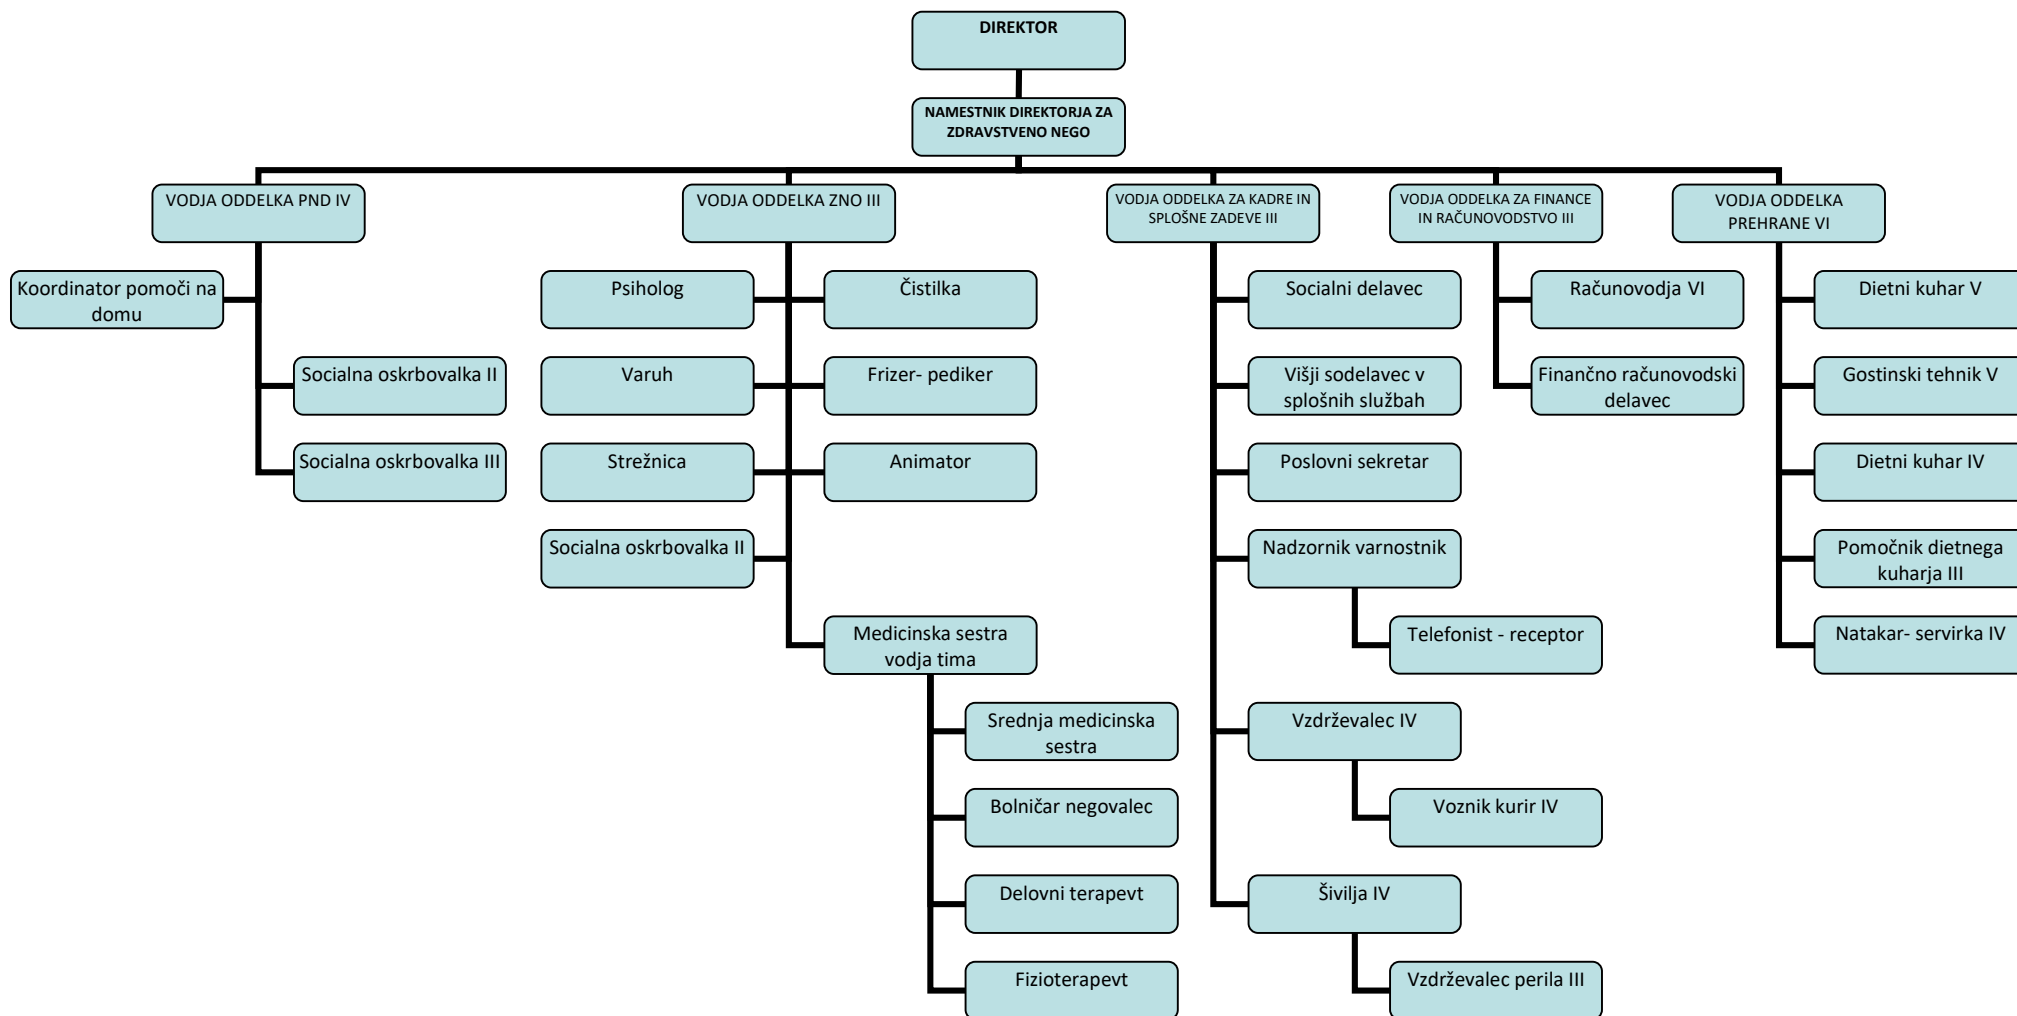 DIREKTOR
NAMESTNIK DIREKTORJA ZA
ZDRAVSTVENO NEGO
VODJA ODDELKA PND IV
VODJA ODDELKA ZNO III
VODJA ODDELKA ZA KADRE IN
SPLOŠNE ZADEVE III
VODJA ODDELKA ZA FINANCE
IN RAČUNOVODSTVO III
VODJA ODDELKA
PREHRANE VI
Koordinator pomoči na
domu
Socialna oskrbovalka II
Socialna oskrbovalka III
Psiholog
Čistilka
Varuh
Frizer- pediker
Strežnica
Animator
Socialna oskrbovalka II
Medicinska sestra
vodja tima
Srednja medicinska
sestra
Bolničar negovalec
Delovni terapevt
Fizioterapevt
Socialni delavec
Višji sodelavec v
splošnih službah
Poslovni sekretar
Nadzornik varnostnik
Telefonist - receptor
Vzdrževalec IV
Voznik kurir IV
Šivilja IV
Vzdrževalec perila III
Računovodja VI
Finančno računovodski
delavec
Dietni kuhar V
Gostinski tehnik V
Dietni kuhar IV
Pomočnik dietnega
kuharja III
Natakar- servirka IV